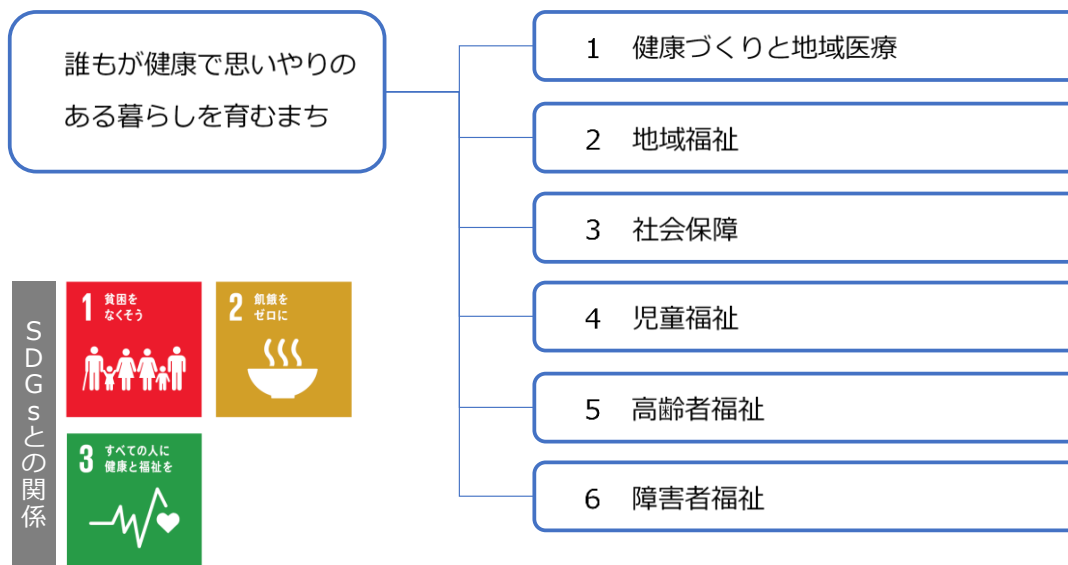 誰もが健康で思いやりの
ある暮らしを育むまち
1 健康づくりと地域医療
2 地域福祉
3 社会保障
4 児童福祉
5 高齢者福祉
6 障害者福祉
SDGsとの関係
1 貧困を
なくそう
2 飢餓を
ゼロに
3 すべての人に
健康と福祉を